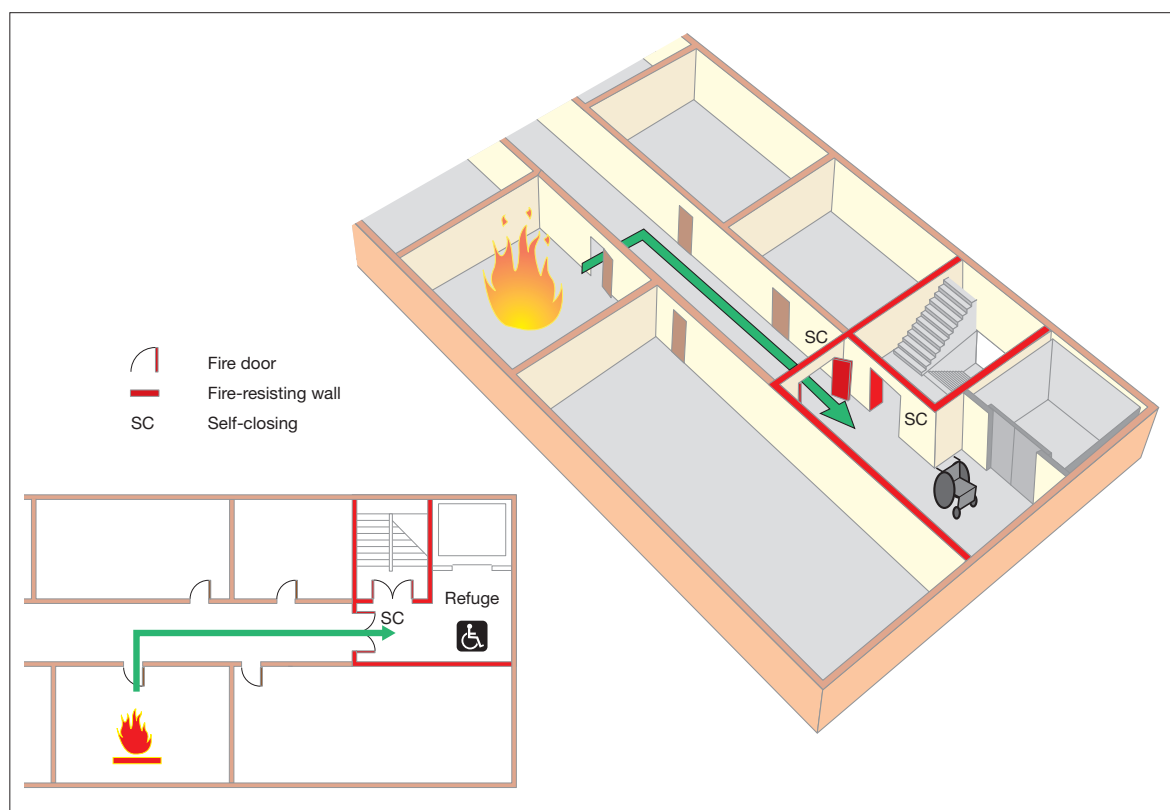 SC
SC
Fire door
Fire-resisting wall
SC Self-closing
Refuge
SC